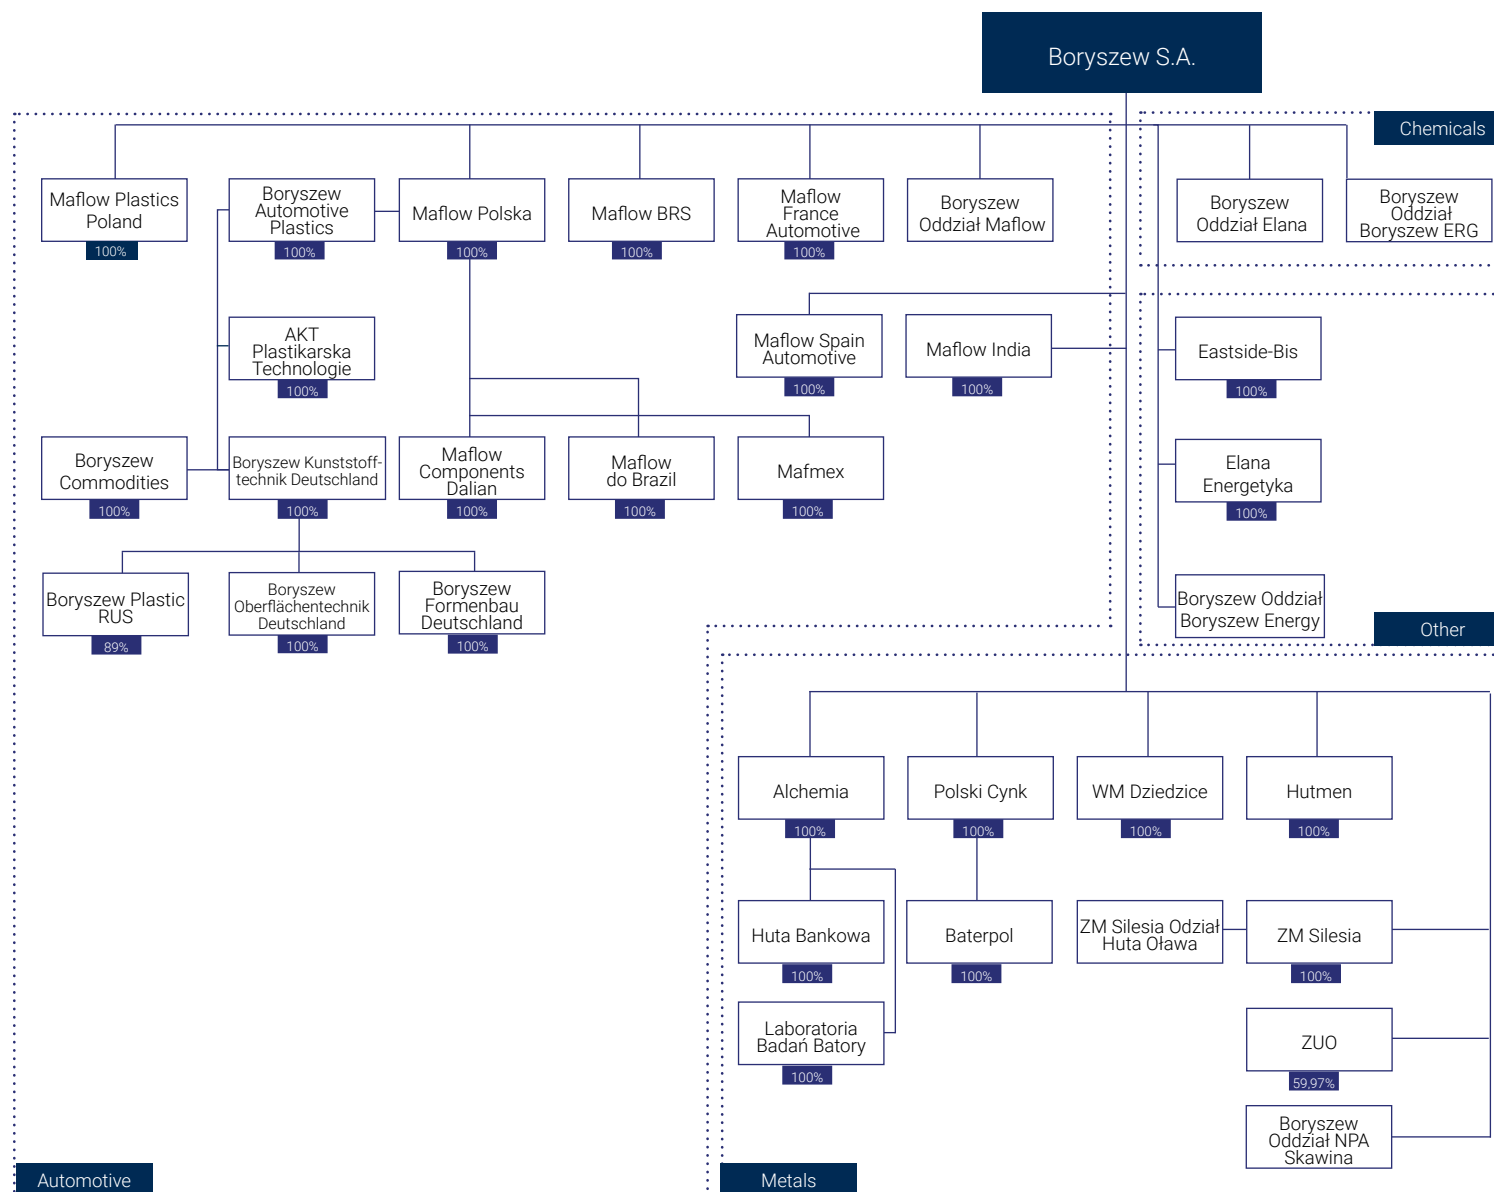 Boryszew S.A.
Chemicals
Maflow Plastics
Poland
100%
Boryszew
Automotive
Plastics
100%
Maflow Polska
100%
Maflow BRS
100%
Maflow
France
Automotive
100%
Boryszew
Oddział Maflow
Boryszew
Oddział Elana
Boryszew
Oddział
Boryszew ERG
AKT
Plastikarska
Technologie
100%
Maflow Spain
Automotive
100%
Maflow India
100%
Eastside-Bis
100%
Boryszew
Commodities
100%
Boryszew Kunststoff-
technik Deutschland
100%
Maflow
Components
Dalian
100%
Maflow
do Brazil
100%
Mafmex
100%
Elana
Energetyka
100%
Boryszew Plastic
RUS
89%
Boryszew
Oberflächentechnik
Deutschland
100%
Boryszew
Formenbau
Deutschland
100%
Boryszew Oddział
Boryszew Energy
Other
Alchemia
100%
Polski Cynk
100%
WM Dziedzice
100%
Hutmen
100%
Huta Bankowa
100%
Baterpol
100%
ZM Silesia Odział
Huta Oława
ZM Silesia
100%
Laboratoria
Badań Batory
100%
ZUO
59,97%
Boryszew
Oddział NPA
Skawina
Automotive
Metals